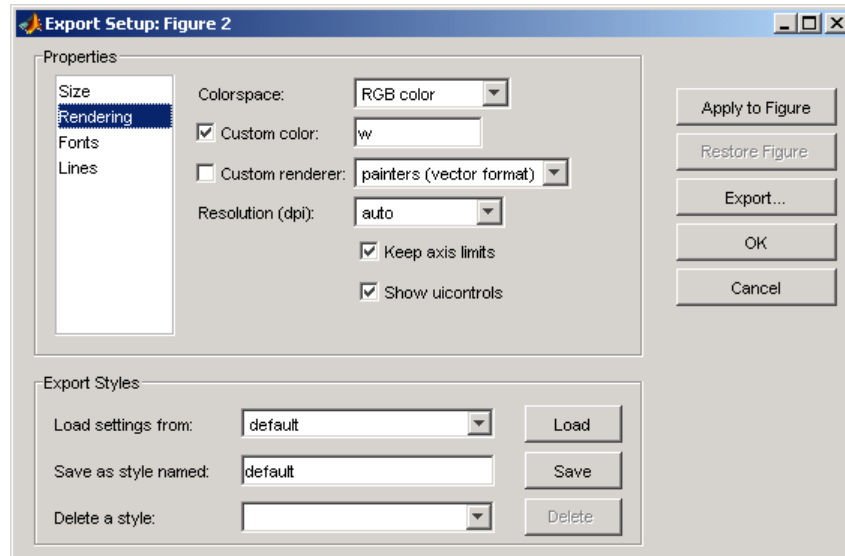 Export Setup: Figure 2
Properties
Size
Rendering
Fonts
Lines
Colorspace: RGB color
Custom color: w
Custom renderer: painters (vector format)
Resolution (dpi): auto
Keep axis limits
Show uicontrols
Apply to Figure
Restore Figure
Export...
OK
Cancel
Export Styles
Load settings from: default Load
Save as style named: default Save
Delete a style: Delete